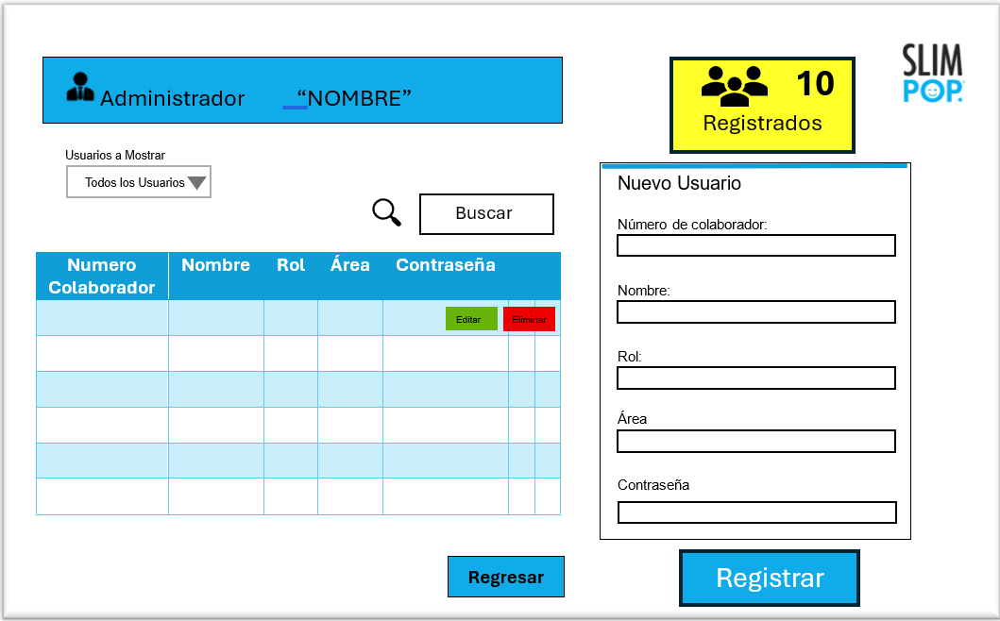 Administrador __“NOMBRE”
10
Registrados
SLIM
POP.
Usuarios a Mostrar
Todos los Usuarios
Buscar
Numero Colaborador
Nombre
Rol
Área
Contraseña
Editar
Eliminar
Regresar
Nuevo Usuario
Número de colaborador:
Nombre:
Rol:
Área
Contraseña
Registrar